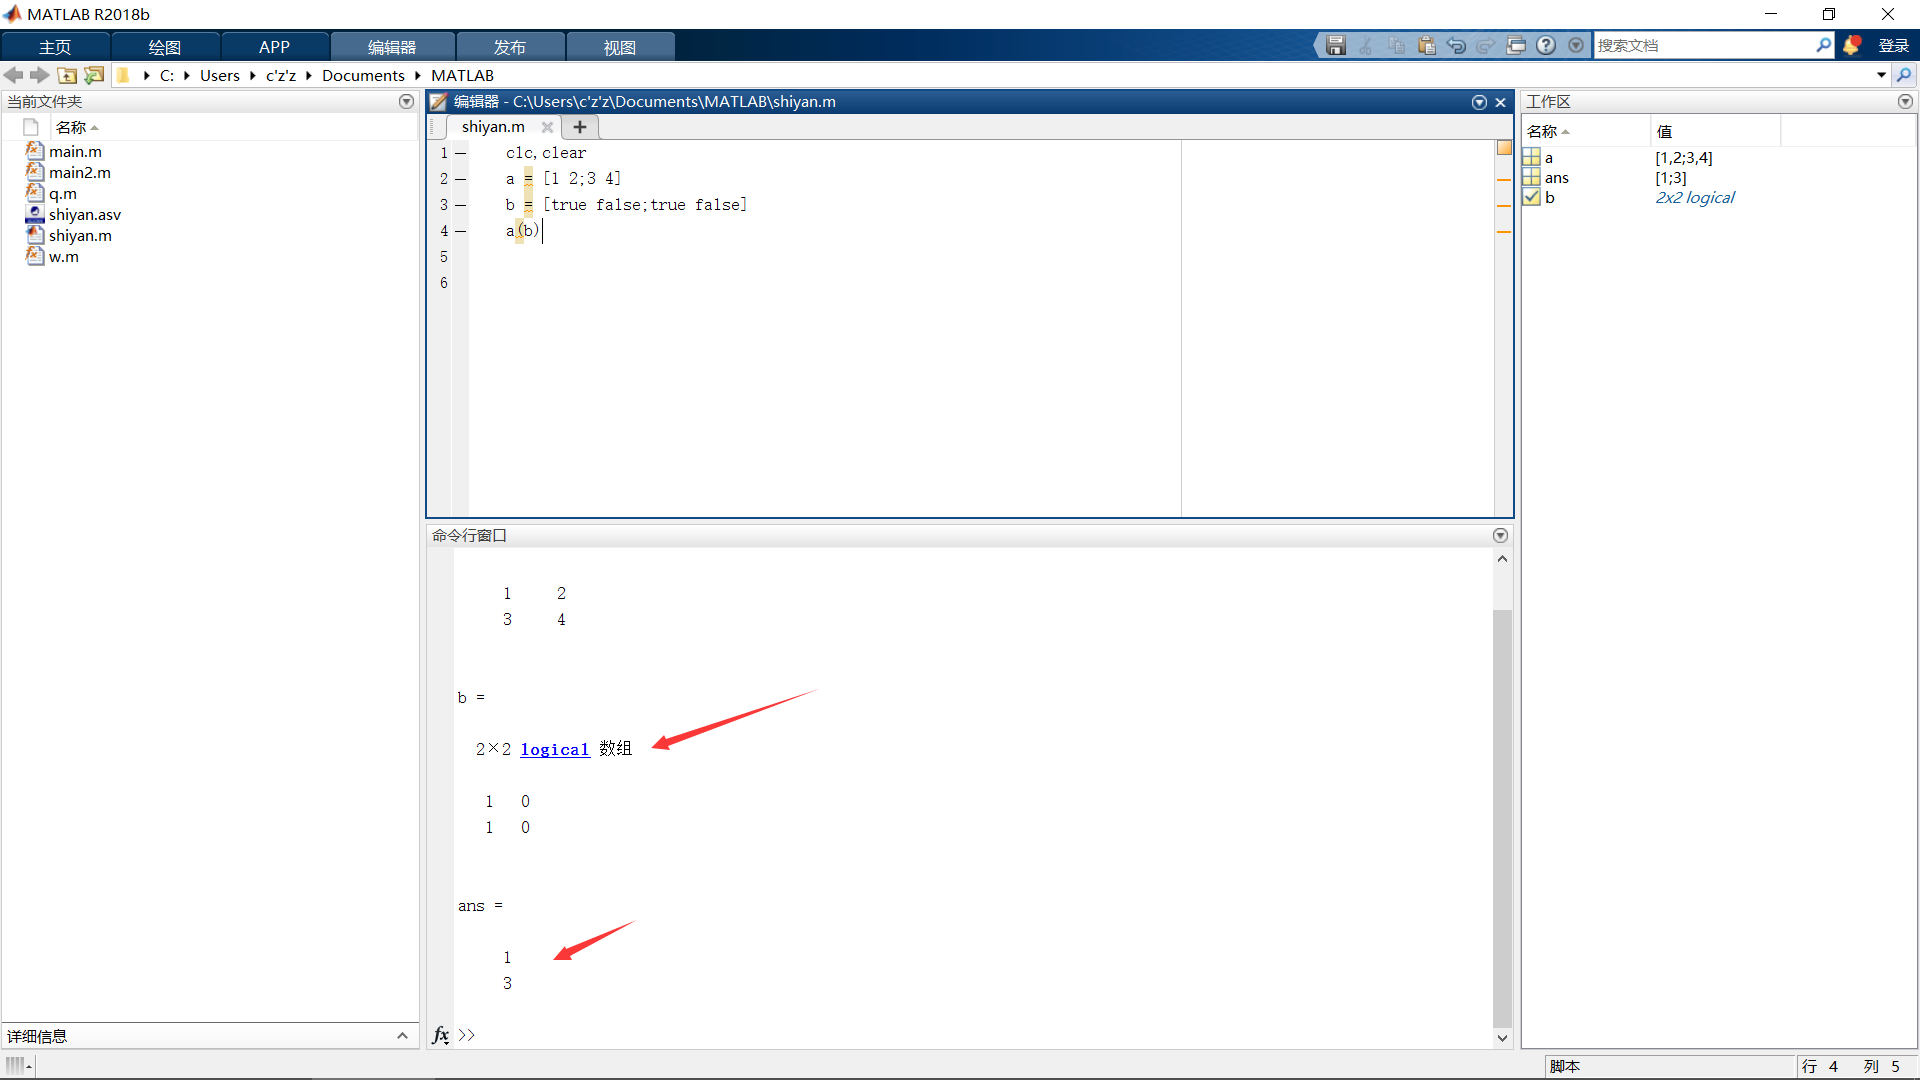 MATLAB R2018b
主页 绘图 APP 编辑器 发布 视图 搜索文档 登录
C: Users c'z'z Documents MATLAB
当前文件夹
名称
main.m
main2.m
q.m
shiyan.asv
shiyan.m
w.m
详细信息
编辑器 - C:\Users\c'z'z\Documents\MATLAB\shiyan.m
shiyan.m
1 clc,clear
2 a = [1 2;3 4]
3 b = [true false;true false]
4 a(b)
5
6
命令行窗口
1 2
3 4
b =
2×2 logical 数组
1 0
1 0
ans =
1
3
fx >>
工作区
名称 值
a [1,2;3,4]
ans [1;3]
b 2x2 logical
脚本 行 4 列 5